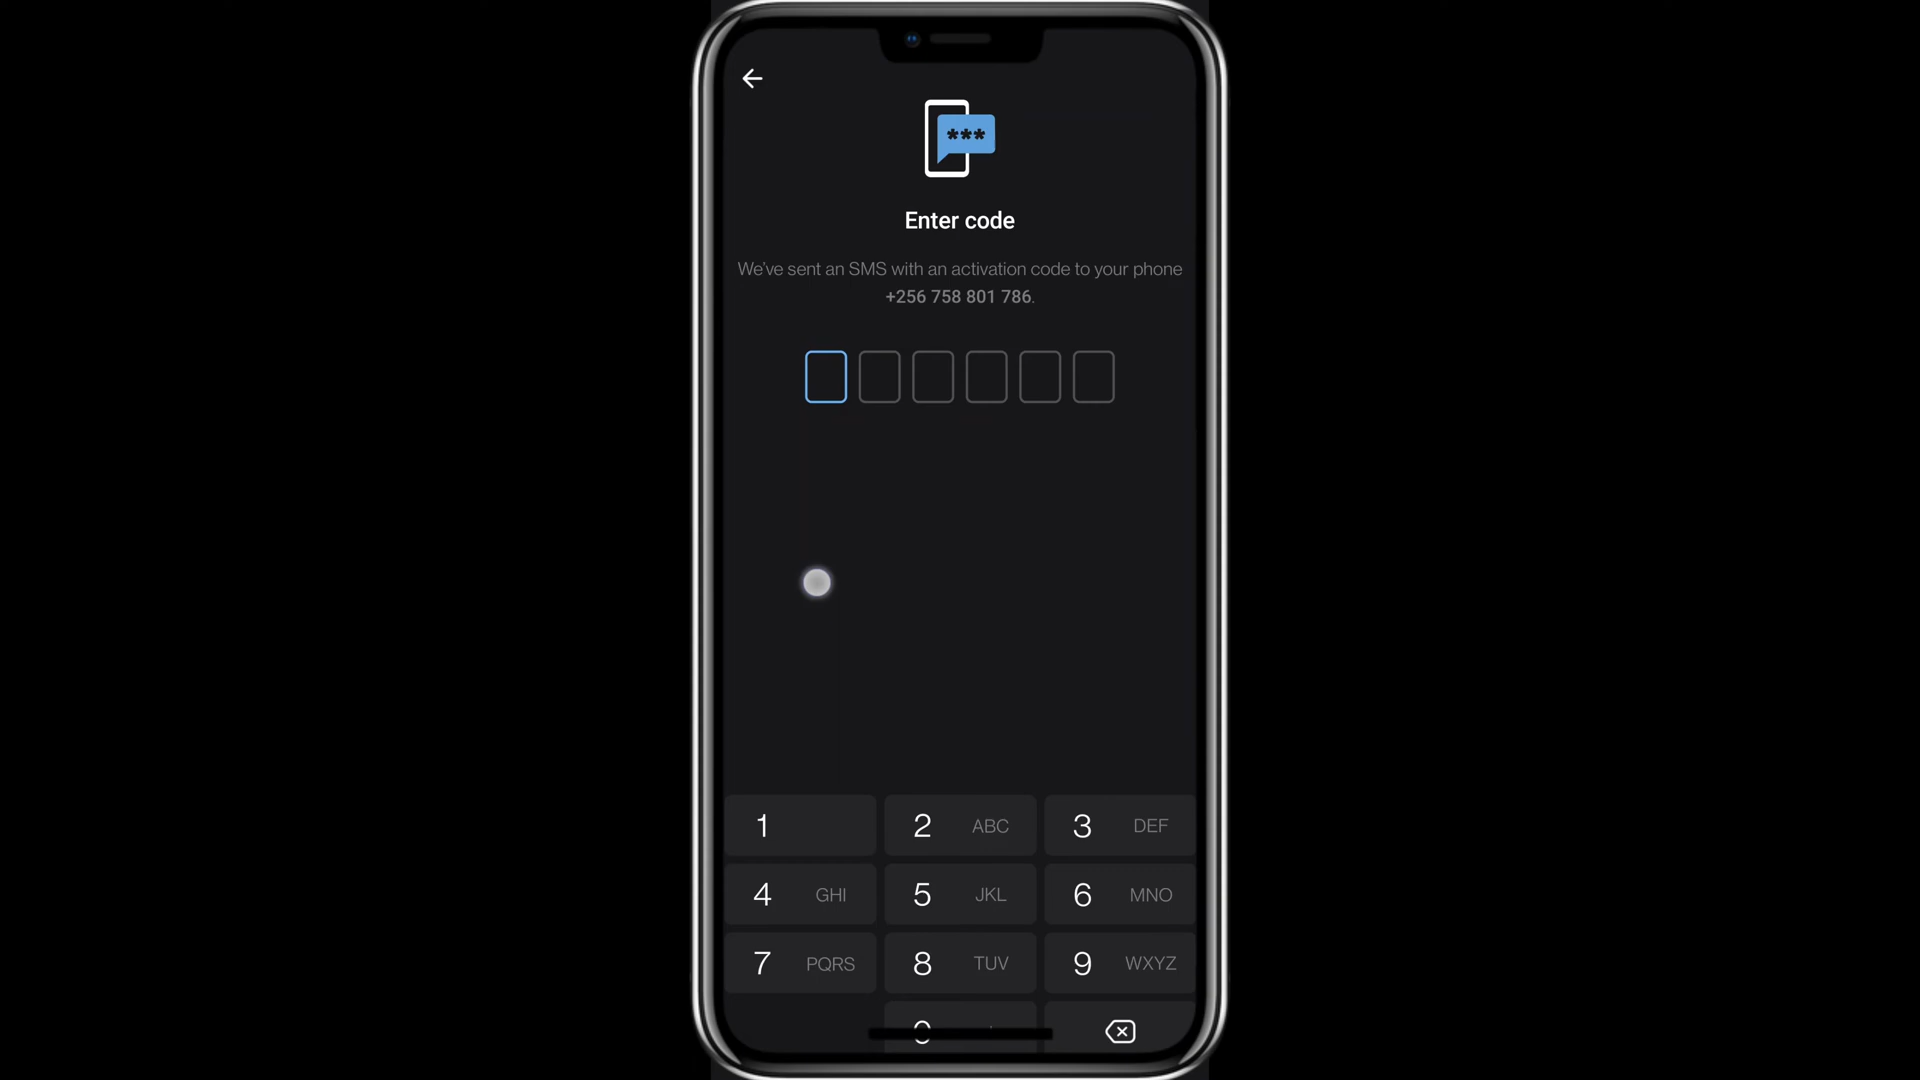 ***
Enter code
We've sent an SMS with an activation code to your phone
+256 758 801 786.
1
2 ABC
3 DEF
4 GHI
5 JKL
6 MNO
7 PQRS
8 TUV
9 WXYZ
0